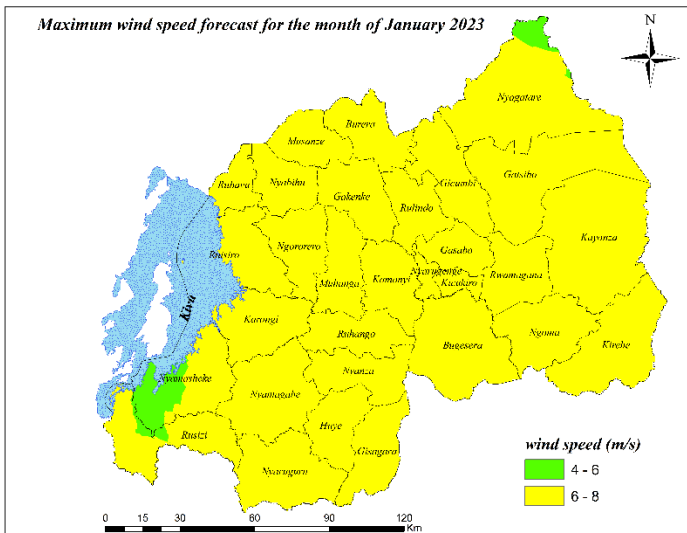 Maximum wind speed forecast for the month of January 2023
N
Nyagatare
Burera
Musanze
Gatsibo
Rubavu
Nyabihu
Gakenke
Gicumbi
Rulindo
Kayonza
Gasabo
Rutsiro
Ngororero
Nyarugenge
Rwamagana
Muhanga
Kamonyi
Kicukiro
Kivu
Karongi
Ruhango
Bugesera
Ngoma
Kirehe
Nyamasheke
Nyanza
Nyamagabe
Huye
Rusizi
Gisagara
Nyaruguru
wind speed (m/s)
4 - 6
6 - 8
0 15 30 60 90 120
Km